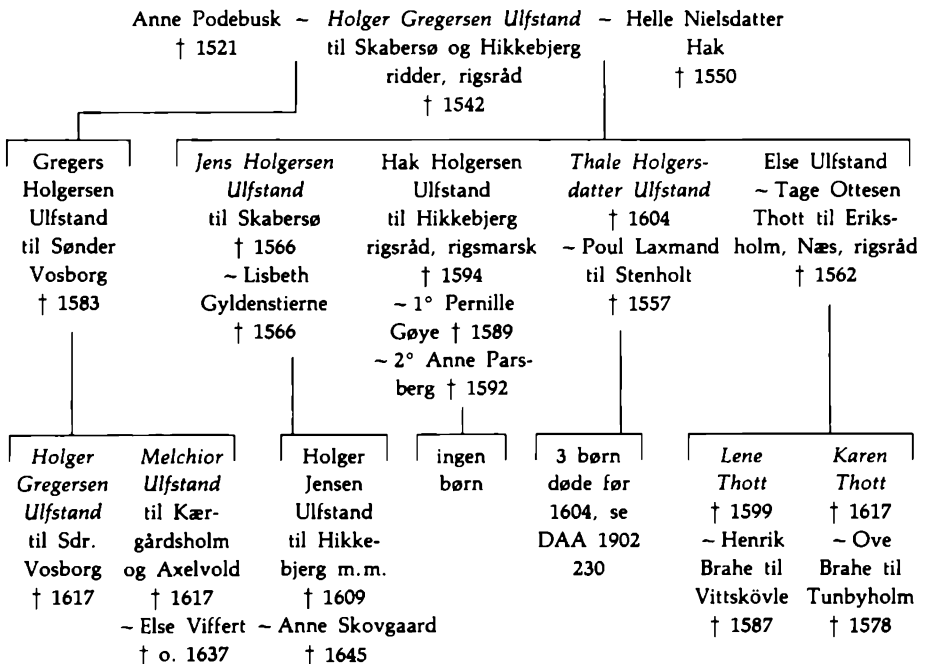 Anne Podebusk ~ Holger Gregersen Ulfstand ~ Helle Nielsdatter
† 1521 til Skabersø og Hikkebjerg Hak
ridder, rigsråd † 1550
† 1542
Gregers
Holgersen
Ulfstand
til Sønder
Vosborg
† 1583
Jens Holgersen
Ulfstand
til Skabersø
† 1566
~ Lisbeth
Gyldenstierne
† 1566
Hak Holgersen
Ulfstand
til Hikkebjerg
rigsråd, rigsmarsk
† 1594
~ 1° Pernille
Gøye † 1589
~ 2° Anne Pars-
berg † 1592
Thale Holgers-
datter Ulfstand
† 1604
~ Poul Laxmand
til Stenholt
† 1557
Else Ulfstand
~ Tage Ottesen
Thott til Eriks-
holm, Næs, rigsråd
† 1562
Holger
Gregersen
Ulfstand
til Sdr.
Vosborg
† 1617
Melchior
Ulfstand
til Kær-
gårdsholm
og Axelvold
† 1617
~ Else Viffert
† o. 1637
Holger
Jensen
Ulfstand
til Hikke-
bjerg m.m.
† 1609
~ Anne Skovgaard
† 1645
ingen
børn
3 børn
døde før
1604, se
DAA 1902
230
Lene
Thott
† 1599
~ Henrik
Brahe til
Vittskövle
† 1587
Karen
Thott
† 1617
~ Ove
Brahe til
Tunbyholm
† 1578